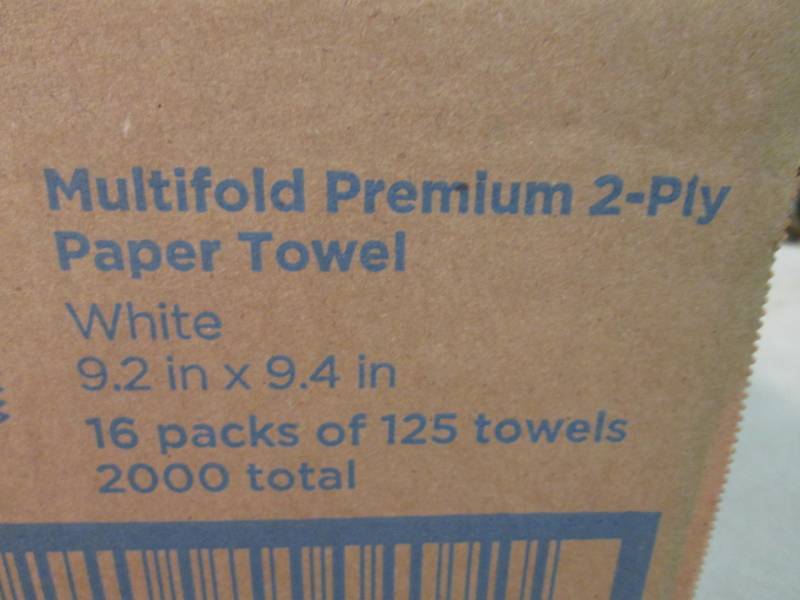 Multifold Premium 2-Ply
Paper Towel
White
9.2 in x 9.4 in
16 packs of 125 towels
2000 total